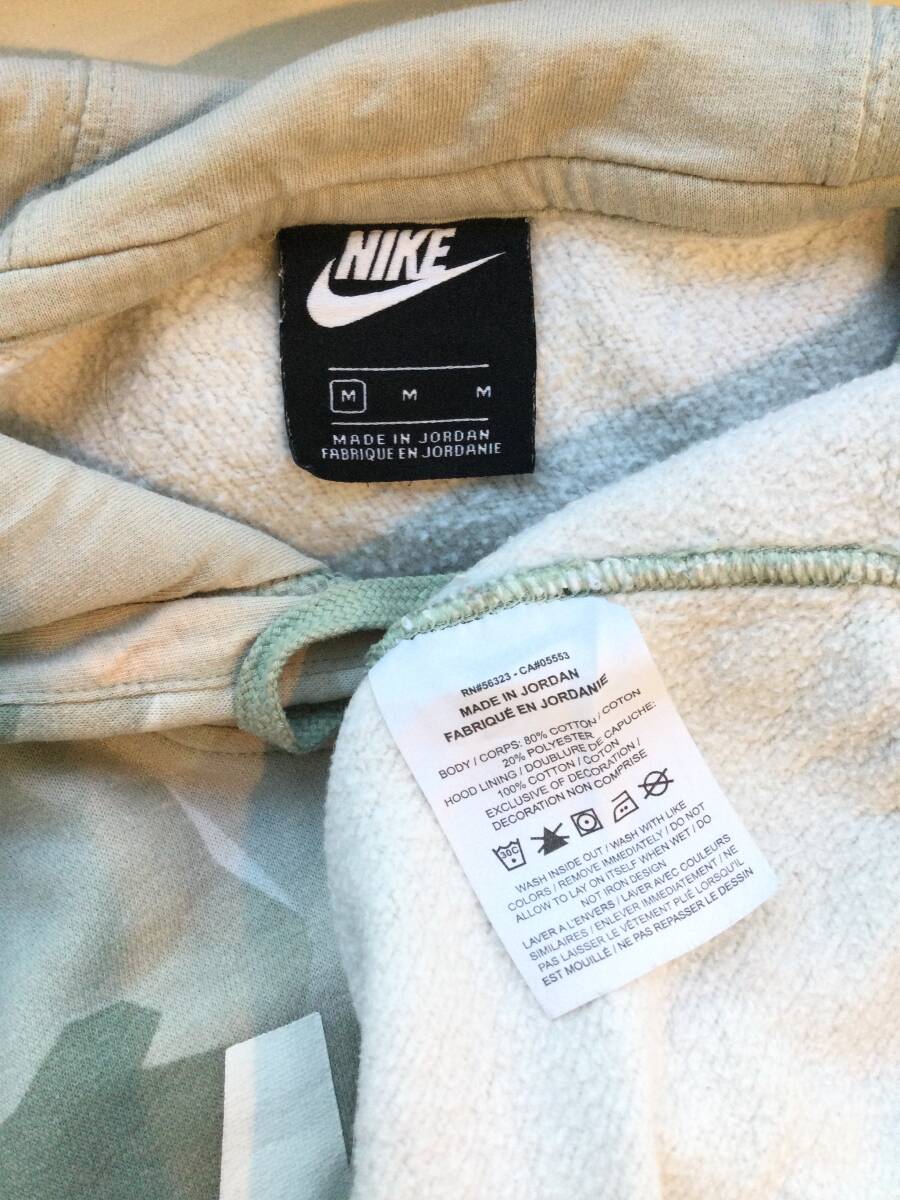 NIKE
M M M
MADE IN JORDAN
FABRIQUE EN JORDANIE
RN#56323 - CA#05553
MADE IN JORDAN
FABRIQUÉ EN JORDANIE
BODY / CORPS: 80% COTTON / COTON
20% POLYESTER
HOOD LINING / DOUBLURE DE CAPUCHE:
100% COTTON / COTON
EXCLUSIVE OF DECORATION /
DECORATION NON COMPRISE
30C
WASH INSIDE OUT / WASH WITH LIKE
COLORS / REMOVE IMMEDIATELY / DO NOT
ALLOW TO LAY ON ITSELF WHEN WET / DO
NOT IRON DESIGN
LAVER A L'ENVERS / LAVER AVEC COULEURS
SIMILAIRES / ENLEVER IMMEDIATEMENT / NE
PAS LAISSER LE VÊTEMENT PLIÉ LORSQU'IL
EST MOUILLÉ / NE PAS REPASSER LE DESSIN